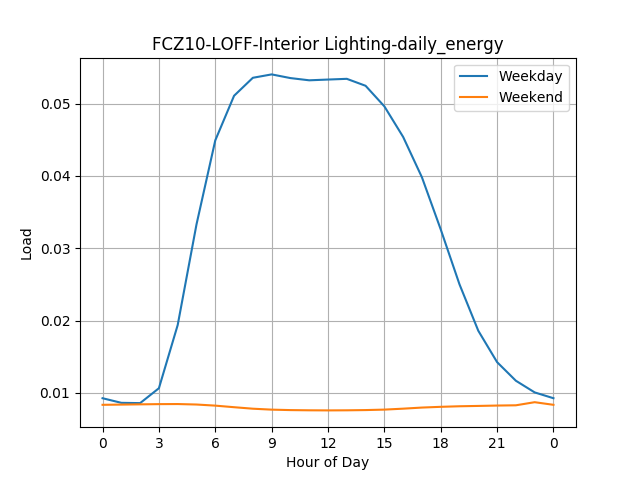 FCZ10-LOFF-Interior Lighting-daily_energy
Weekday
Weekend
Load
0.05
0.04
0.03
0.02
0.01
0 3 6 9 12 15 18 21 0
Hour of Day